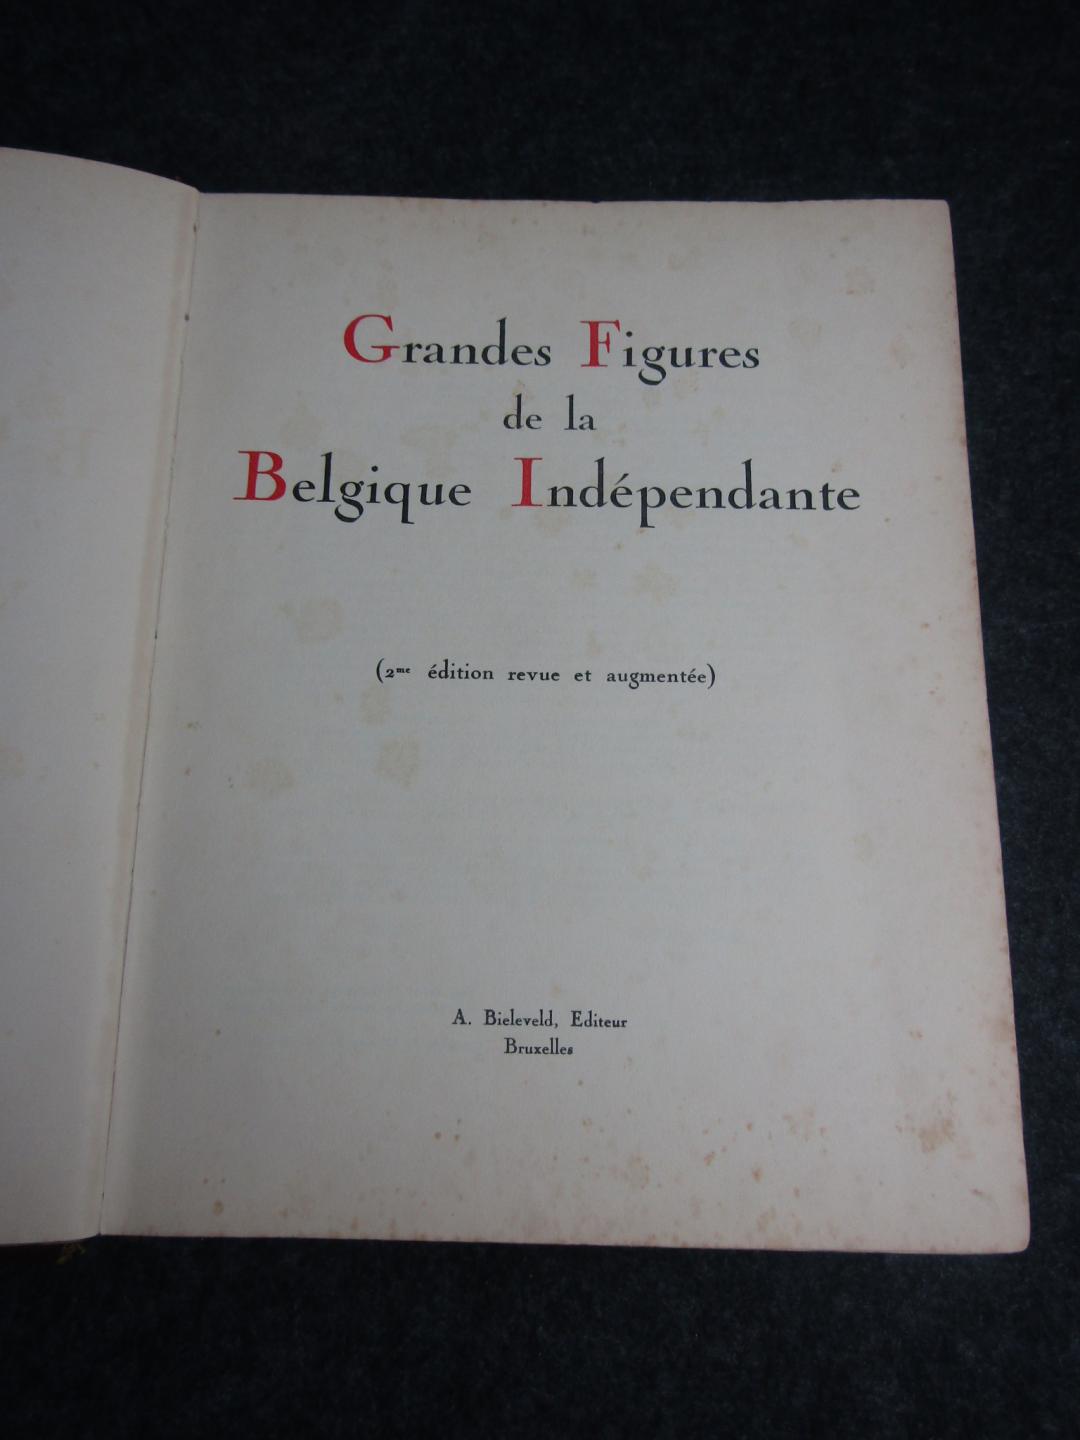 Grandes Figures
de la
Belgique Indépendante
(2me édition revue et augmentée)
A. Bieleveld, Editeur
Bruxelles